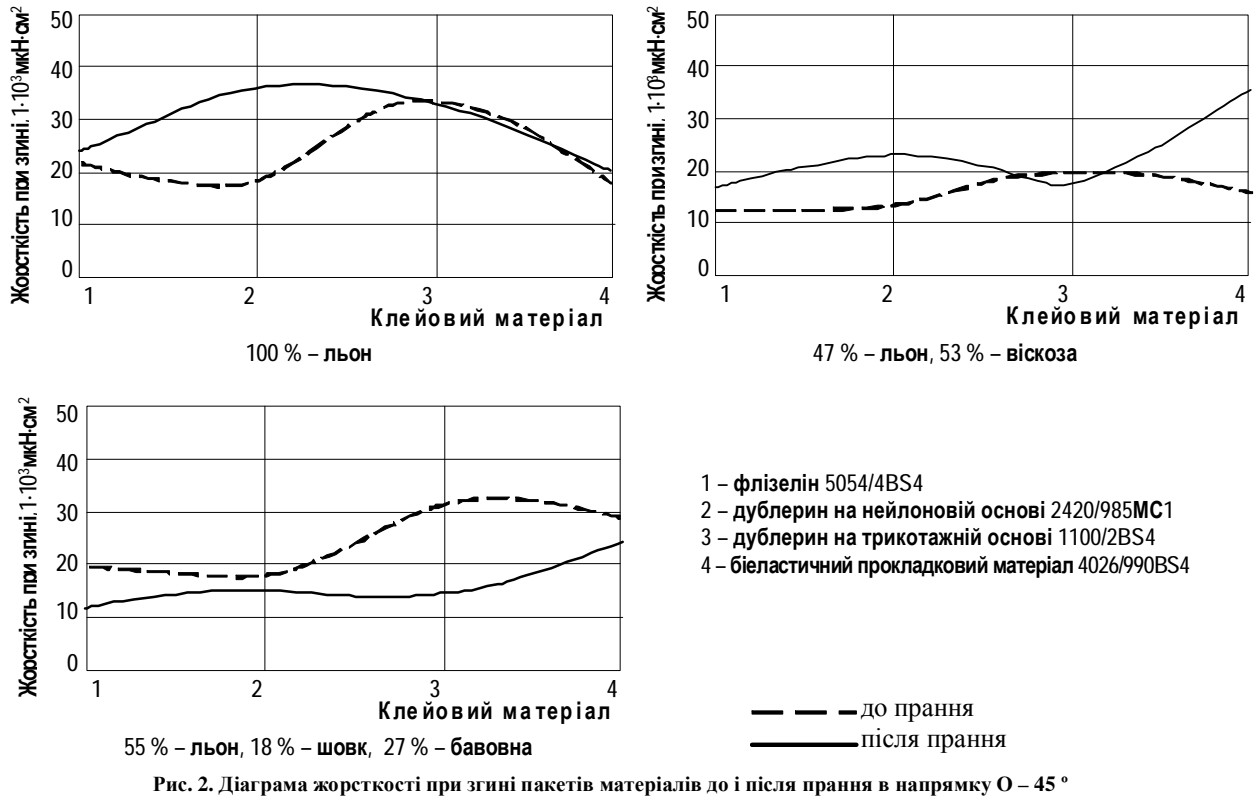 Жорсткість при згині. 1·10³мкН·см²
50
40
30
20
10
0
1 2 3 4
Клейовий матеріал
100 % – льон
Жорсткість при згині. 1·10³мкН·см²
50
40
30
20
10
0
1 2 3 4
Клейовий матеріал
47 % – льон, 53 % – віскоза
Жорсткість при згині. 1·10³мкН·см²
50
40
30
20
10
0
1 2 3 4
Клейовий матеріал
55 % – льон, 18 % – шовк, 27 % – бавовна
1 – флізелін 5054/4BS4
2 – дублерин на нейлоновій основі 2420/985МС1
3 – дублерин на трикотажній основі 1100/2BS4
4 – біеластичний прокладковий матеріал 4026/990BS4
до прання
після прання
Рис. 2. Діаграма жорсткості при згині пакетів матеріалів до і після прання в напрямку О – 45 º